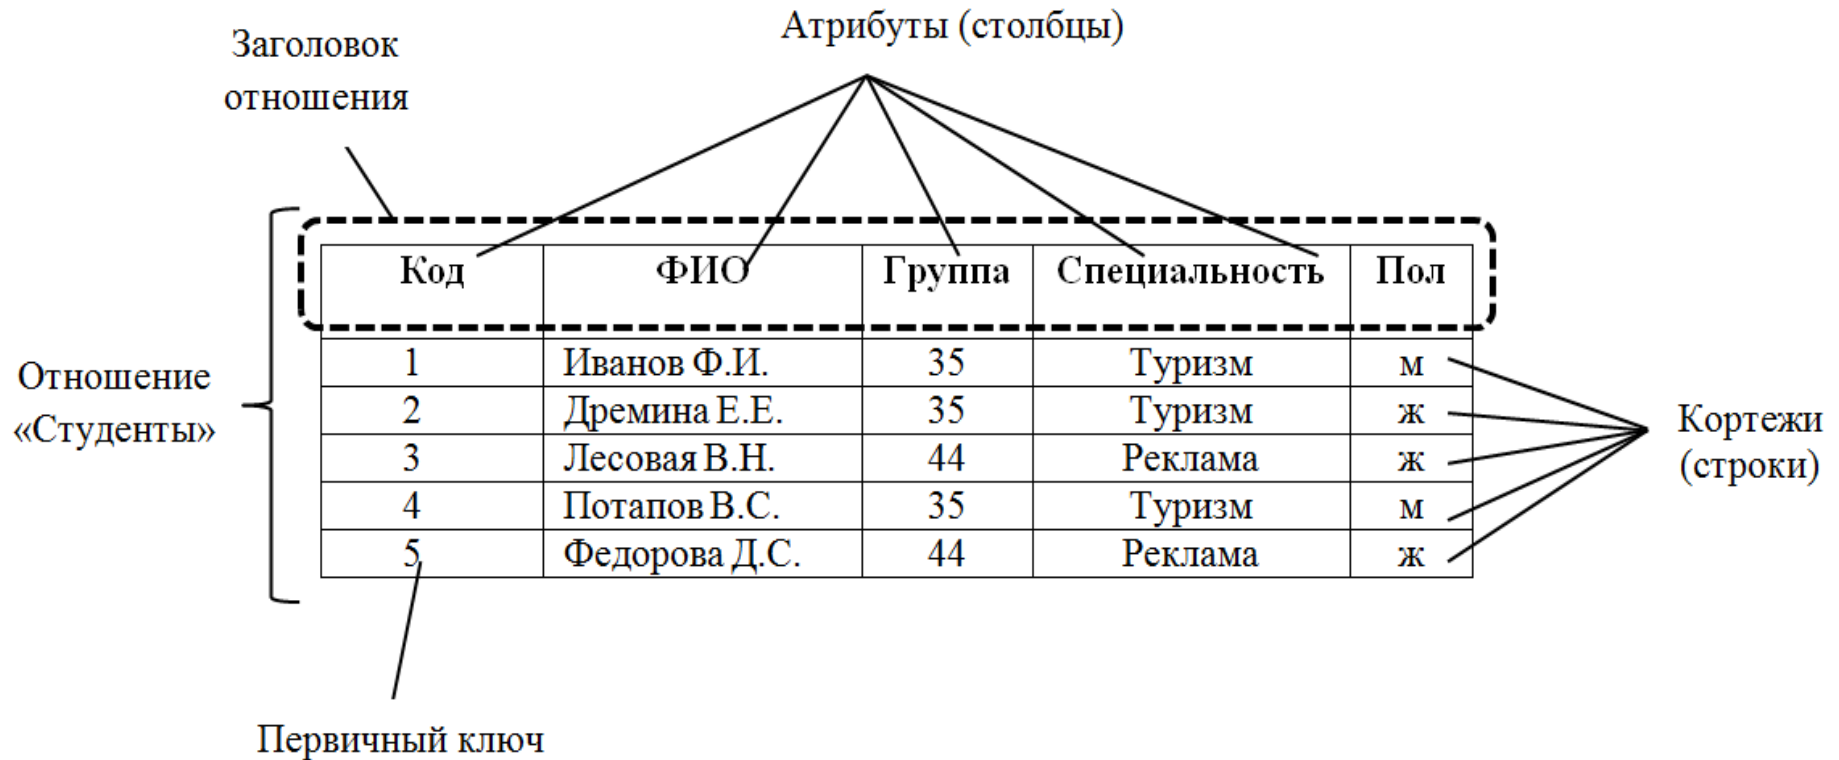 Атрибуты (столбцы)
Заголовок
отношения
Код ФИО Группа Специальность Пол
1 Иванов Ф.И. 35 Туризм м
2 Дремина Е.Е. 35 Туризм ж
3 Лесовая В.Н. 44 Реклама ж
4 Потапов В.С. 35 Туризм м
5 Федорова Д.С. 44 Реклама ж
Отношение
«Студенты»
Кортежи
(строки)
Первичный ключ